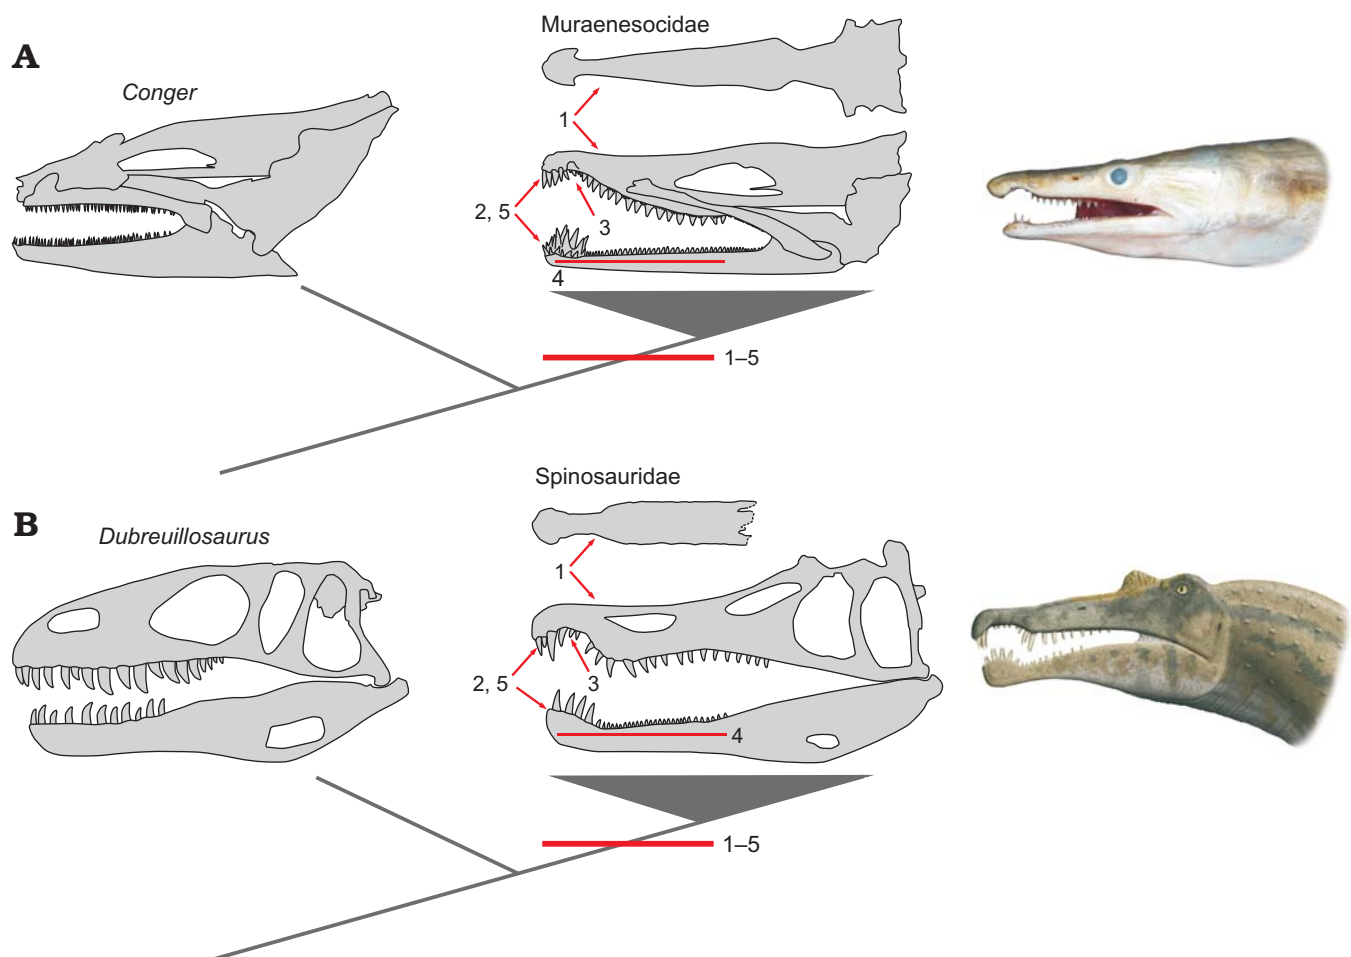 A
Muraenesocidae
Conger
1
2, 5
3
4
1–5
B
Spinosauridae
Dubreuillosaurus
1
2, 5
3
4
1–5